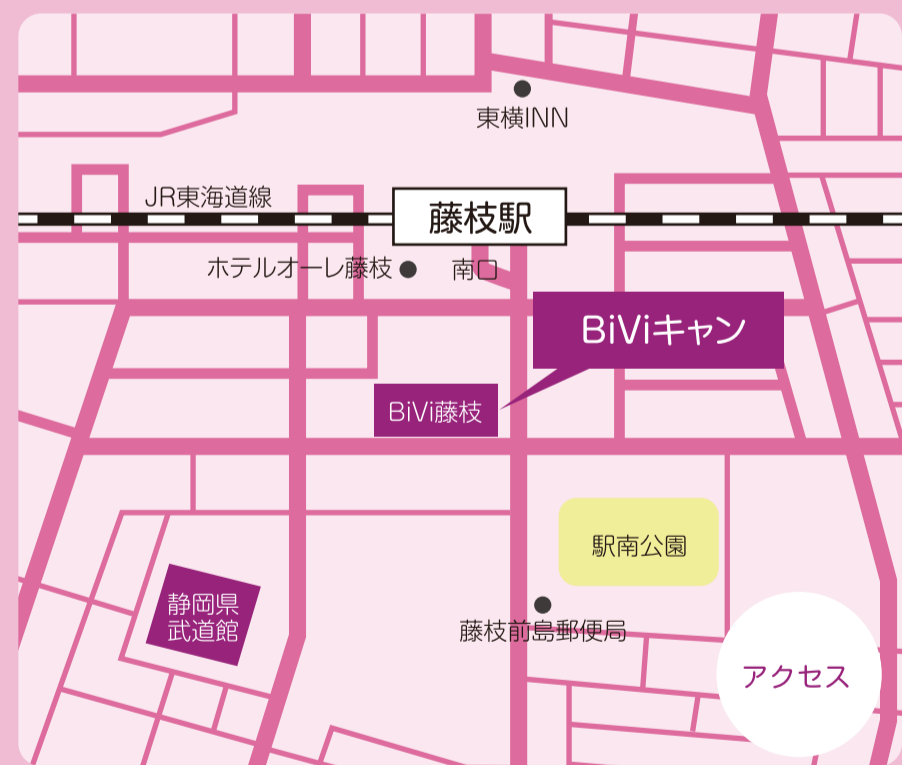 東横INN
JR東海道線
藤枝駅
ホテルオーレ藤枝
南口
BiViキャン
BiVi藤枝
駅南公園
静岡県
武道館
藤枝前島郵便局
アクセス